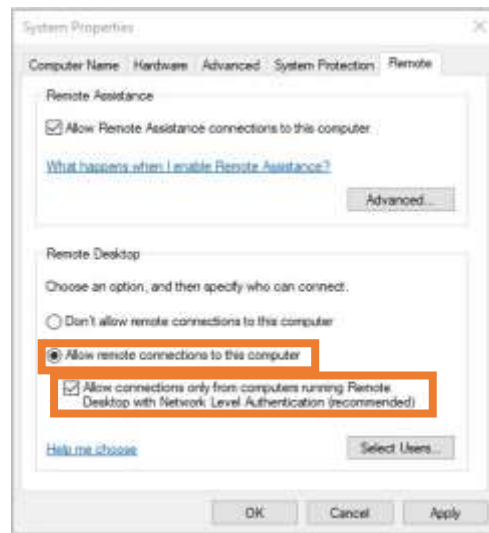 System Properties
Computer Name Hardware Advanced System Protection Remote
Remote Assistance
Allow Remote Assistance connections to this computer
What happens when I enable Remote Assistance?
Advanced...
Remote Desktop
Choose an option, and then specify who can connect.
Don't allow remote connections to this computer
Allow remote connections to this computer
Allow connections only from computers running Remote
Desktop with Network Level Authentication (recommended)
Help me choose
Select Users...
OK Cancel Apply